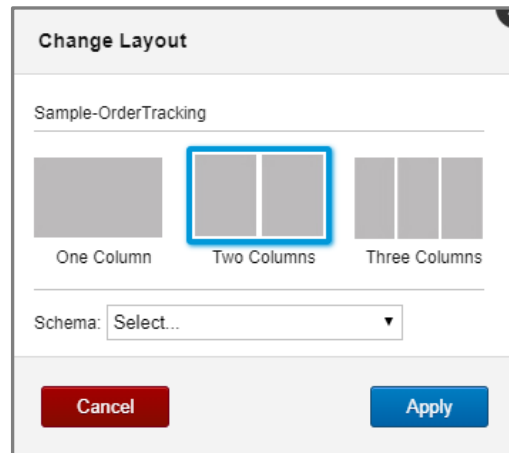 Change Layout
Sample-OrderTracking
One Column Two Columns Three Columns
Schema: Select...
Cancel Apply